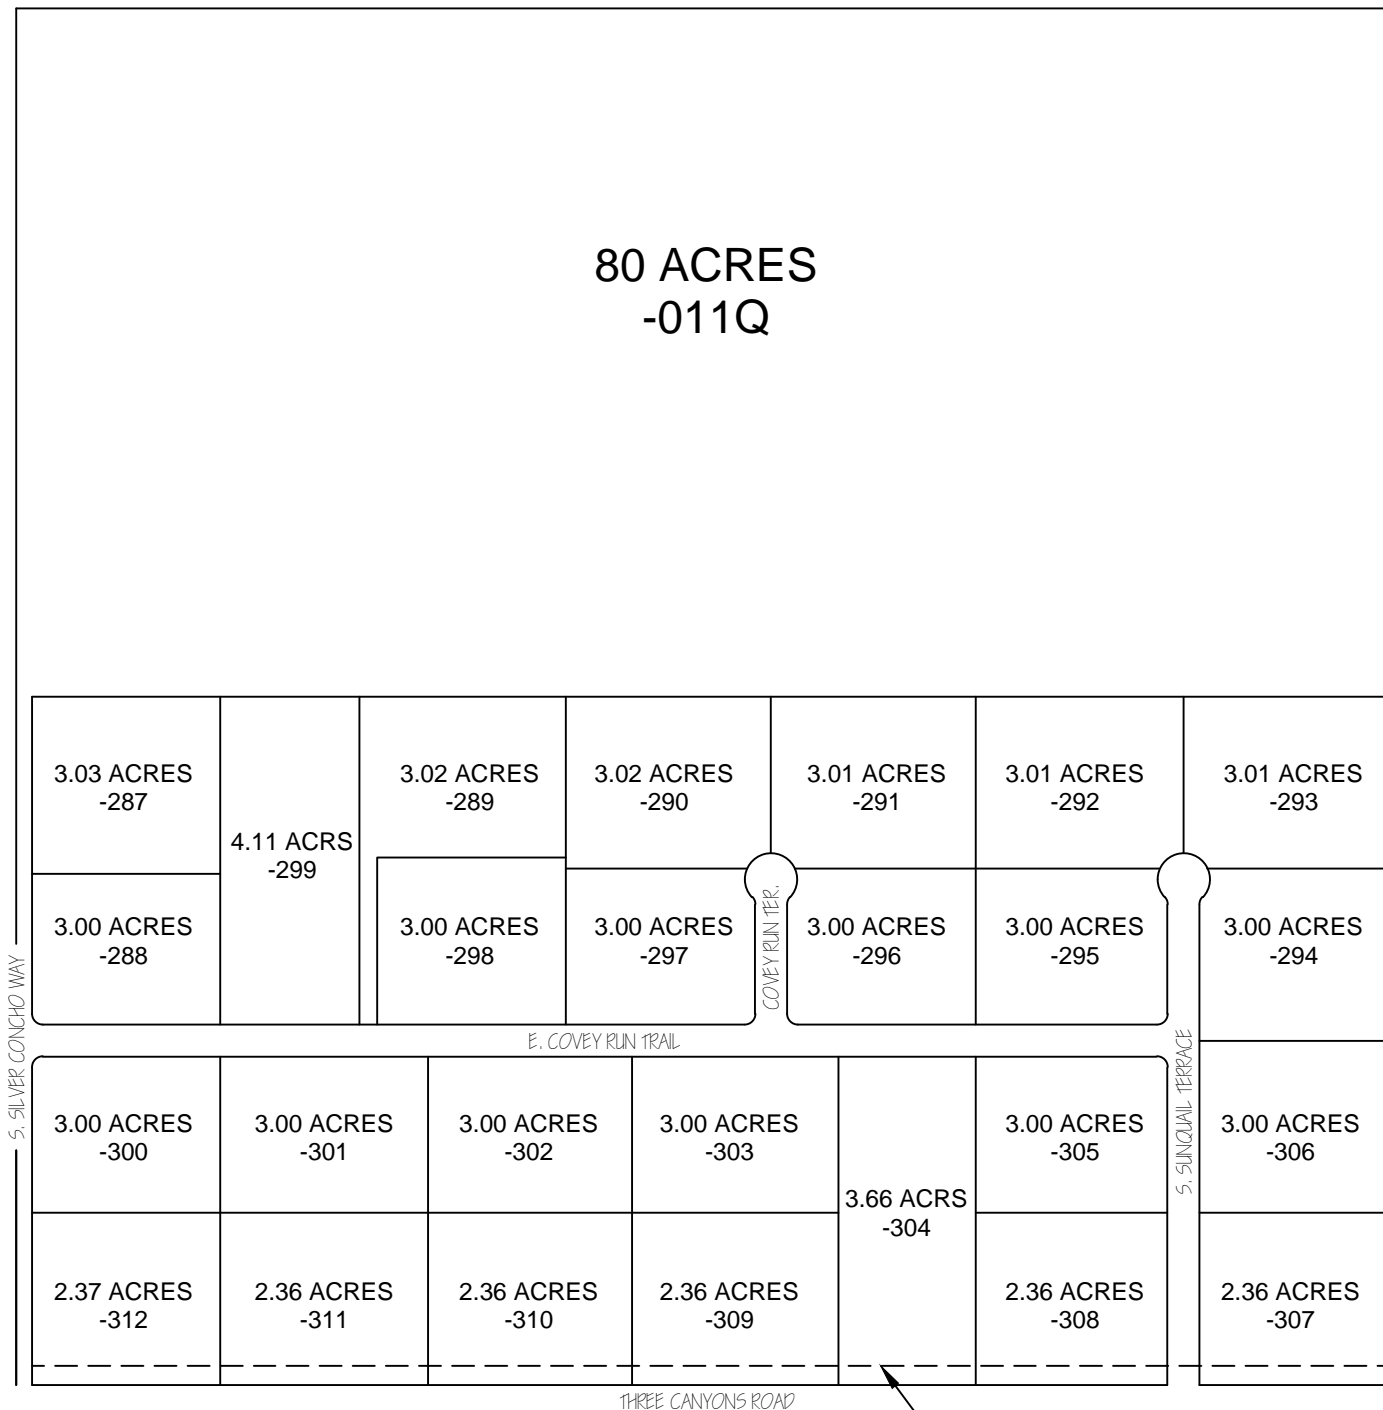 80 ACRES
-011Q
3.03 ACRES
-287
4.11 ACRS
-299
3.02 ACRES
-289
3.02 ACRES
-290
3.01 ACRES
-291
3.01 ACRES
-292
3.01 ACRES
-293
3.00 ACRES
-288
3.00 ACRES
-298
3.00 ACRES
-297
COVEY RUN TER.
3.00 ACRES
-296
3.00 ACRES
-295
3.00 ACRES
-294
S. SILVER CONCHO WAY
E. COVEY RUN TRAIL
S. SUNQUAIL TERRACE
3.00 ACRES
-300
3.00 ACRES
-301
3.00 ACRES
-302
3.00 ACRES
-303
3.66 ACRS
-304
3.00 ACRES
-305
3.00 ACRES
-306
2.37 ACRES
-312
2.36 ACRES
-311
2.36 ACRES
-310
2.36 ACRES
-309
2.36 ACRES
-308
2.36 ACRES
-307
THREE CANYONS ROAD